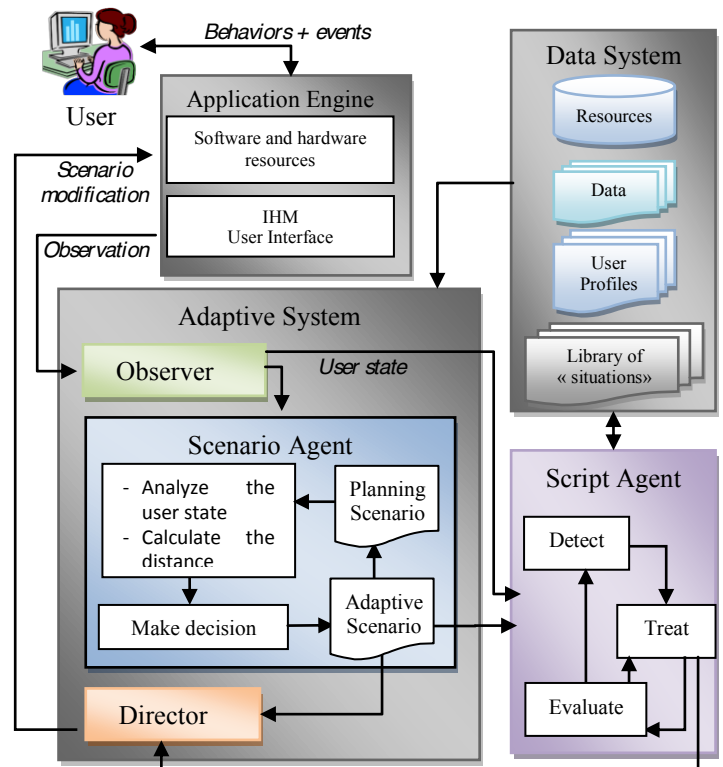 Behaviors + events
User
Application Engine
Software and hardware
resources
IHM
User Interface
Scenario
modification
Observation
Data System
Resources
Data
User
Profiles
Library of
« situations»
Adaptive System
Observer
User state
Scenario Agent
- Analyze the
user state
- Calculate the
distance
Planning
Scenario
Make decision
Adaptive
Scenario
Director
Script Agent
Detect
Treat
Evaluate